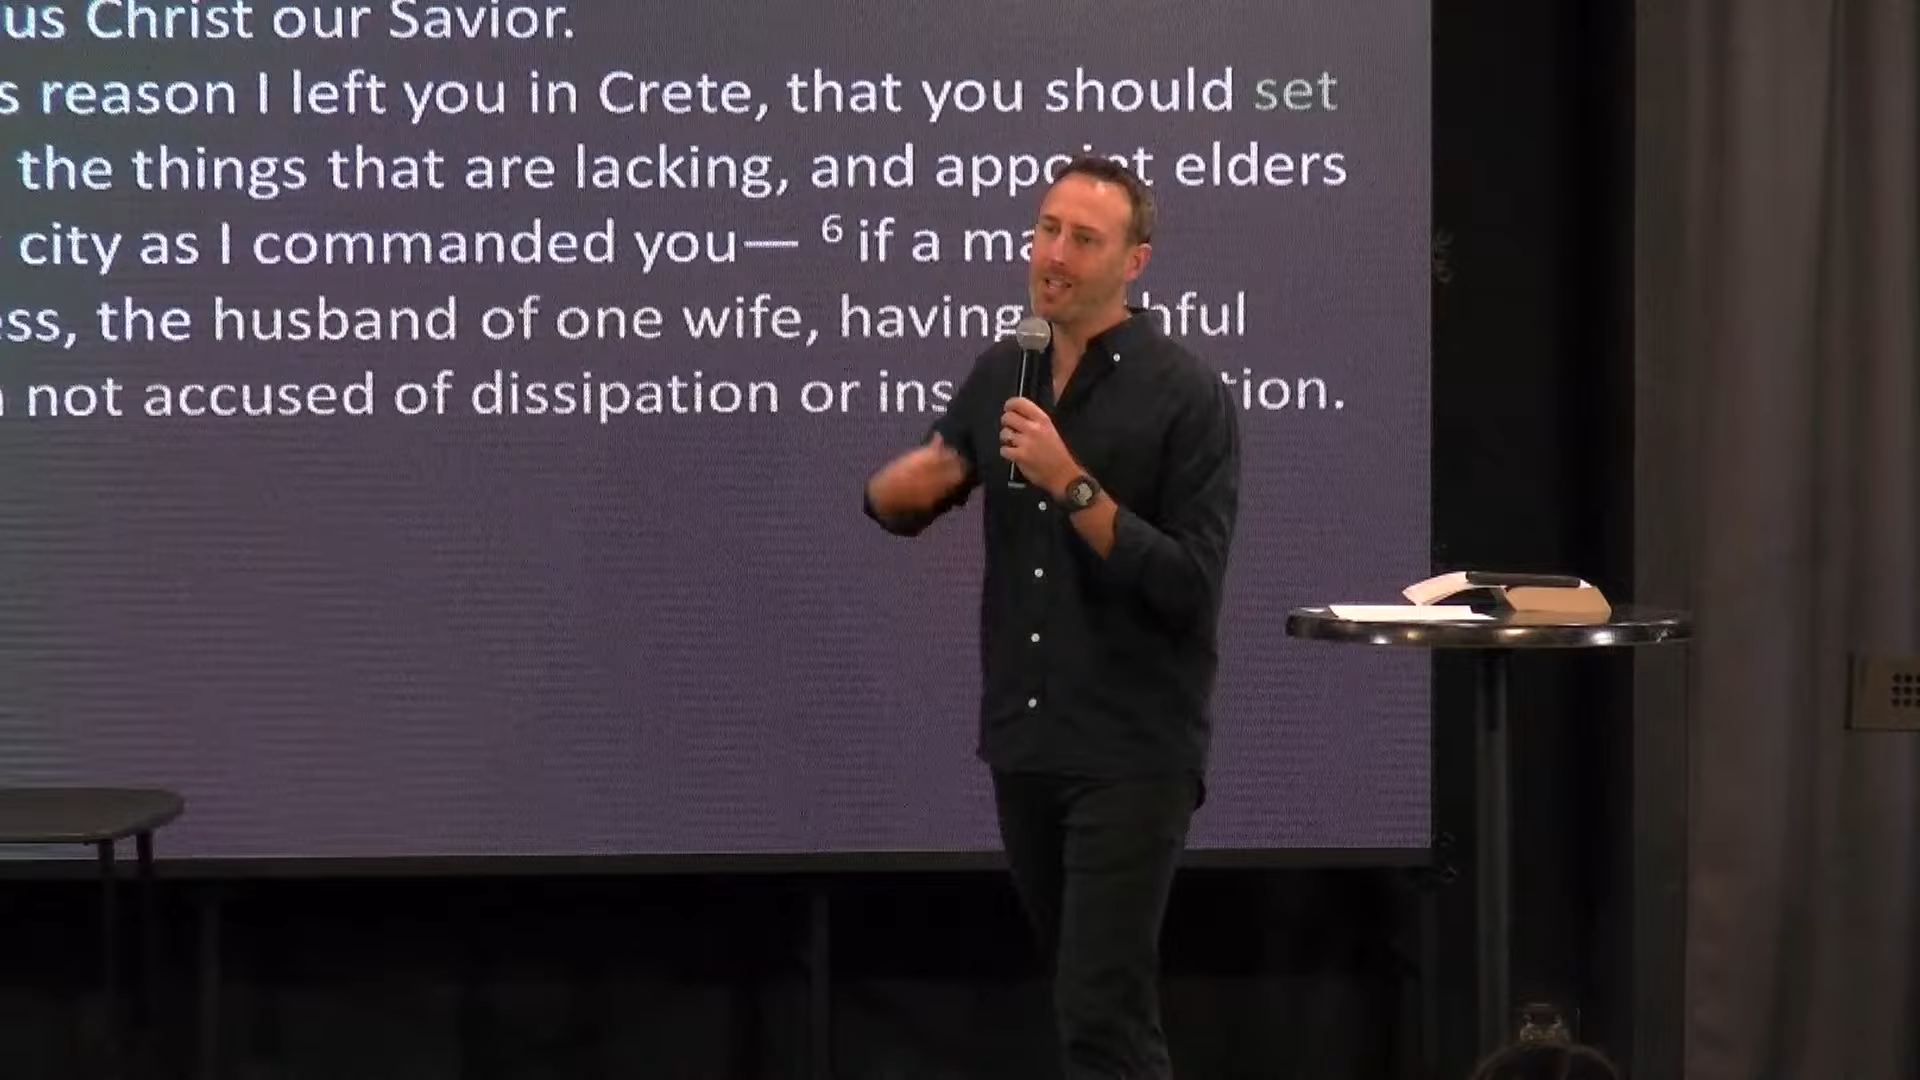 us Christ our Savior.
s reason I left you in Crete, that you should set
the things that are lacking, and appoint elders
city as I commanded you— 6 if a ma
ess, the husband of one wife, having hful
not accused of dissipation or ins tion.